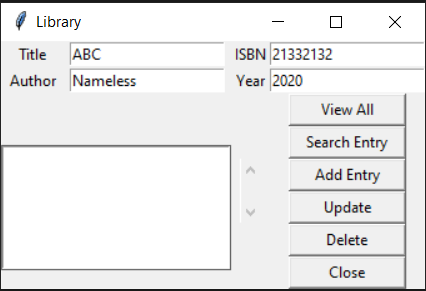 Library
Title ABC ISBN 21332132
Author Nameless Year 2020
View All
Search Entry
Add Entry
Update
Delete
Close